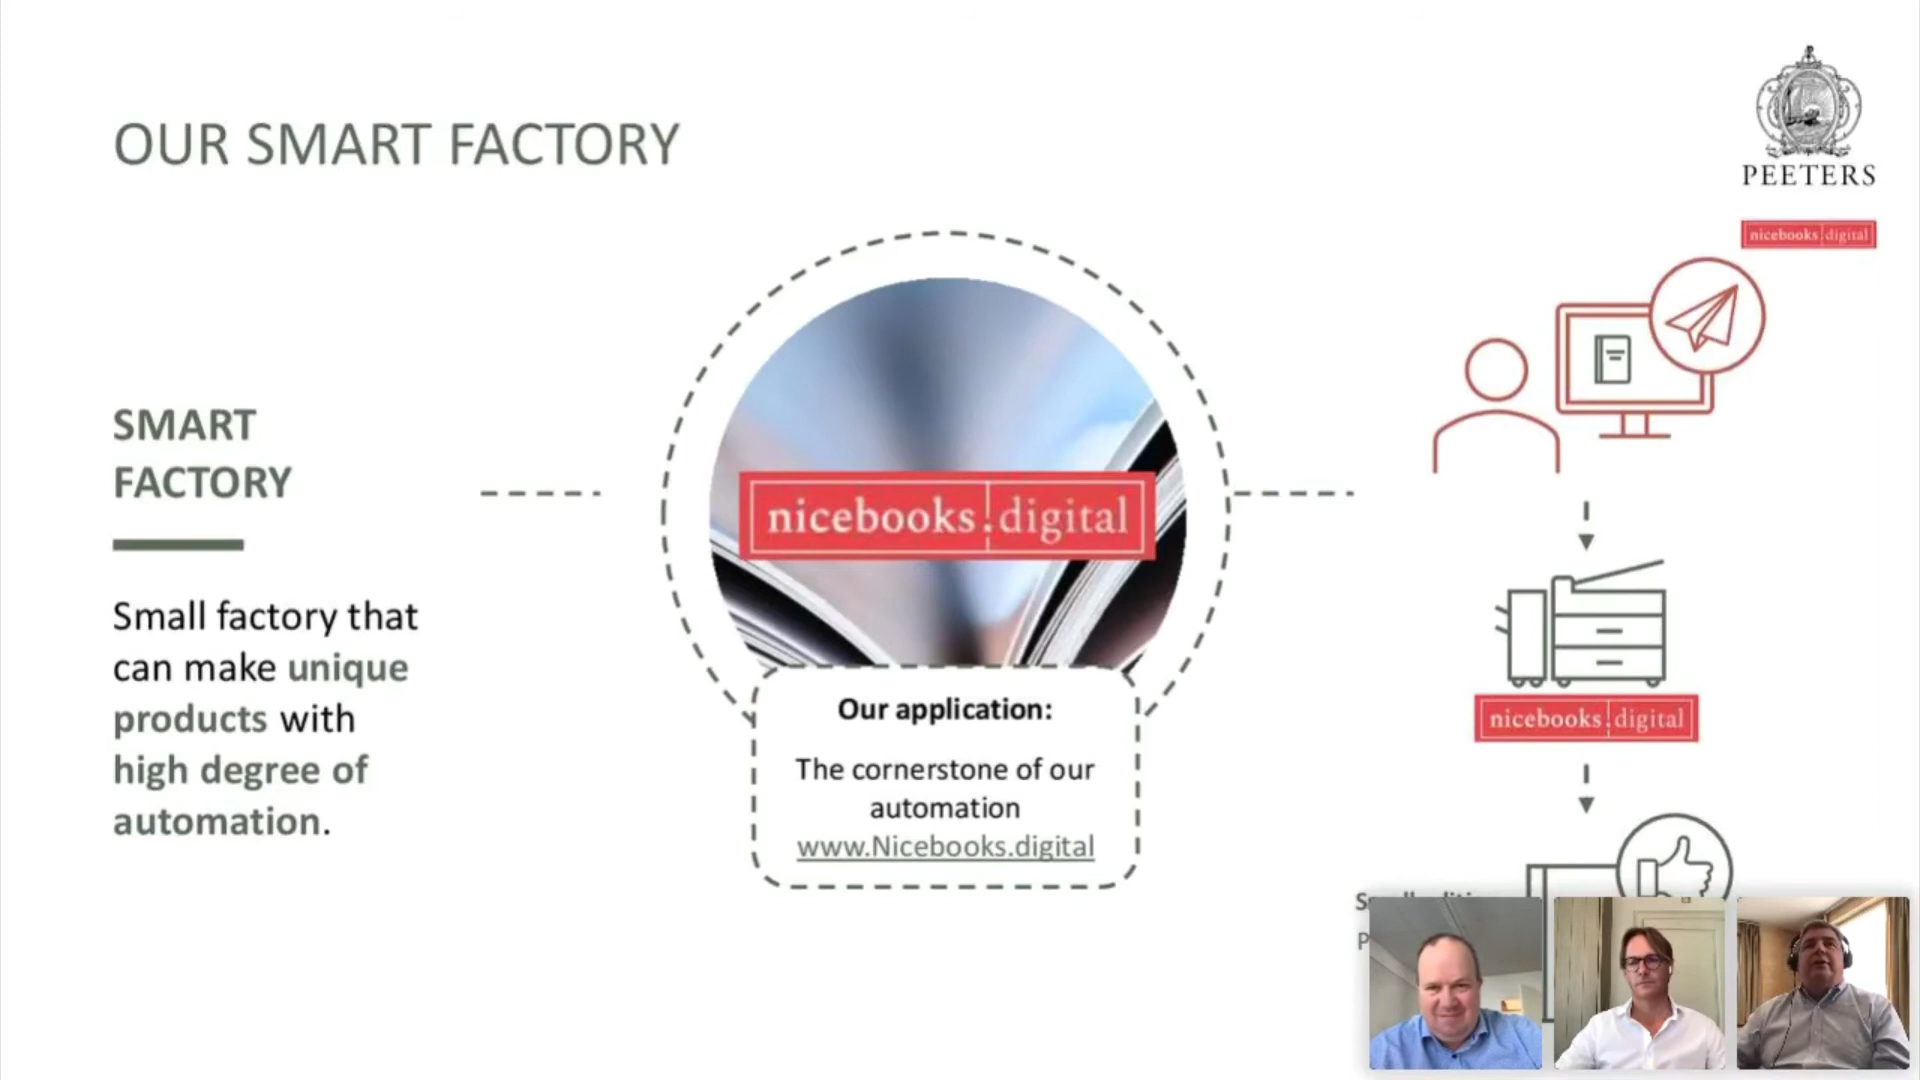 OUR SMART FACTORY
PEETERS
nicebooks.digital
SMART
FACTORY
Small factory that
can make unique
products with
high degree of
automation.
nicebooks.digital
Our application:
The cornerstone of our
automation
www.Nicebooks.digital
nicebooks.digital